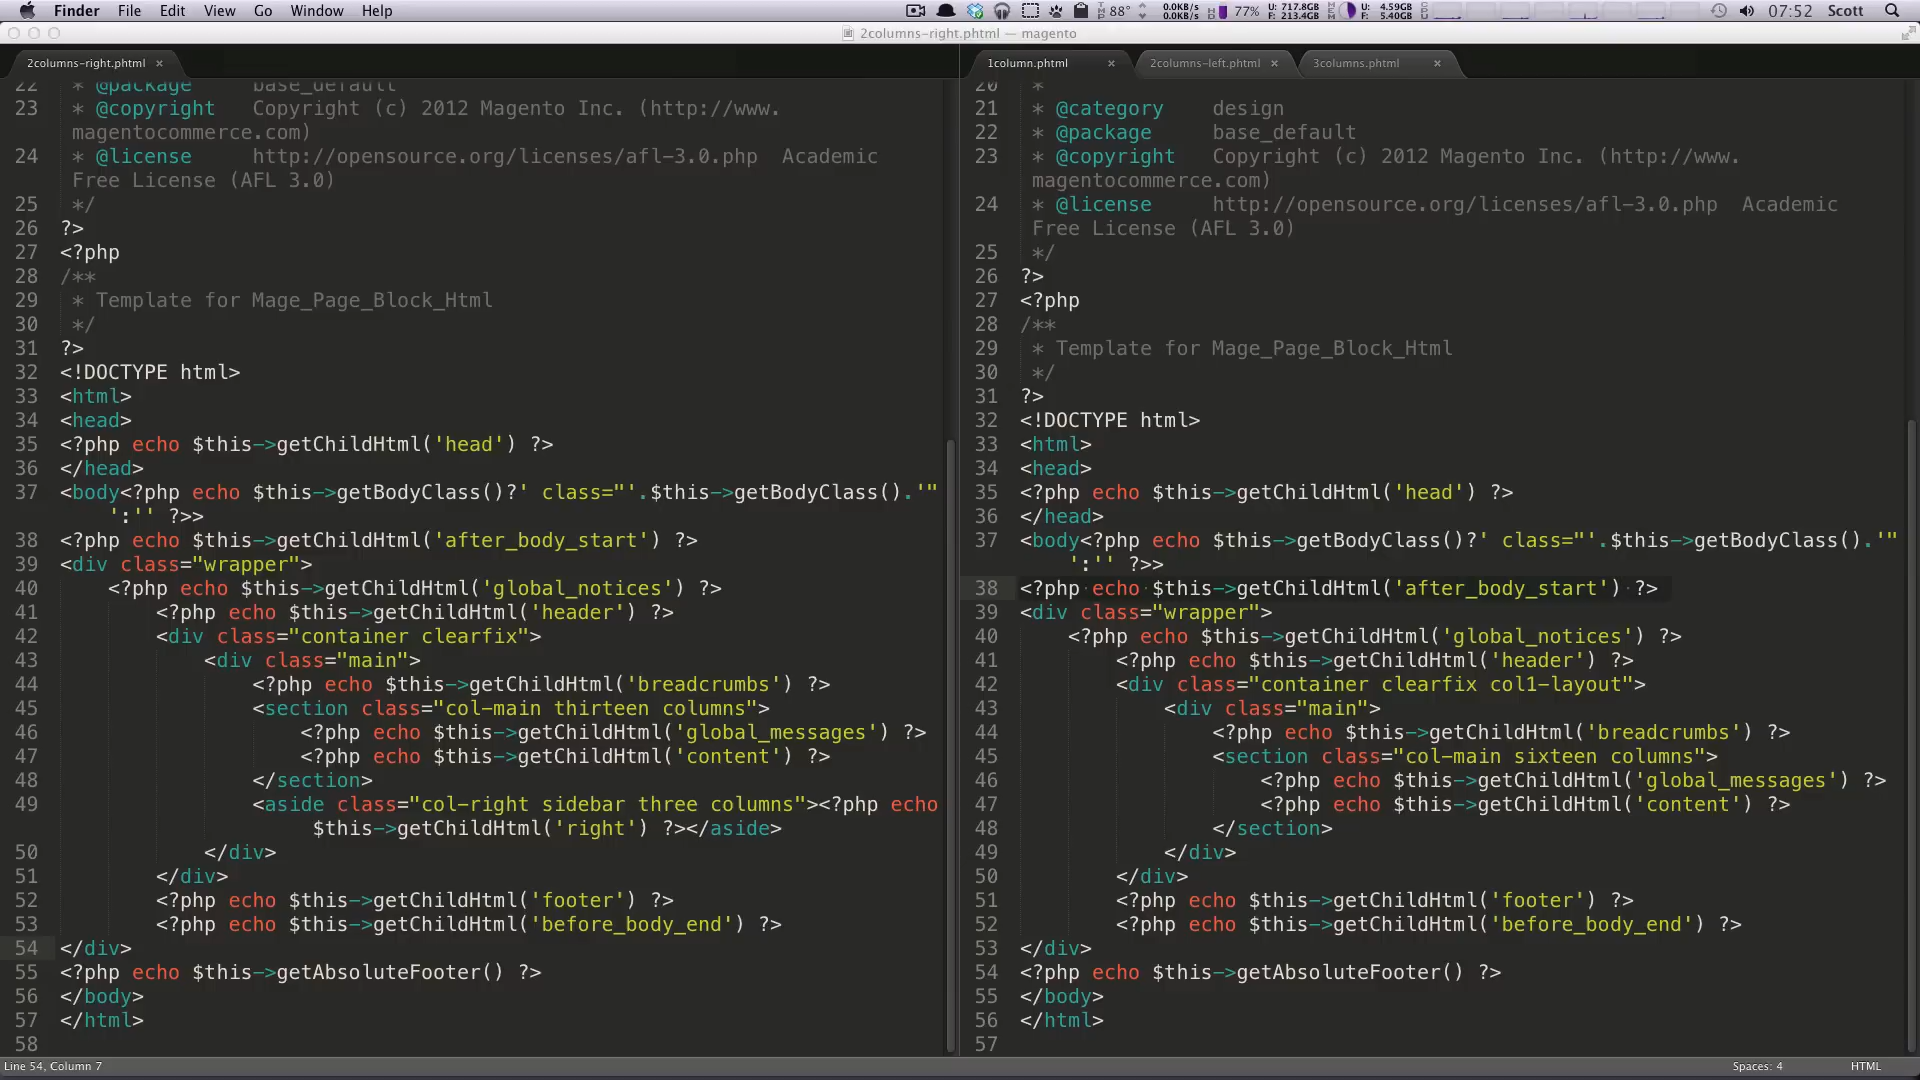 Finder File Edit View Go Window Help 88° 0.0KB/s 0.0KB/s 77% U: 717.8GB F: 213.4GB U: 4.59GB F: 5.40GB 07:52 Scott
2columns-right.phtml — magento
2columns-right.phtml ×
22 * @package base_default
23 * @copyright Copyright (c) 2012 Magento Inc. (http://www.
magentocommerce.com)
24 * @license http://opensource.org/licenses/afl-3.0.php Academic
Free License (AFL 3.0)
25 */
26 ?>
27 <?php
28 /**
29 * Template for Mage_Page_Block_Html
30 */
31 ?>
32 <!DOCTYPE html>
33 <html>
34 <head>
35 <?php echo $this->getChildHtml('head') ?>
36 </head>
37 <body<?php echo $this->getBodyClass()?' class="'.$this->getBodyClass().'"
':'' ?>>
38 <?php echo $this->getChildHtml('after_body_start') ?>
39 <div class="wrapper">
40 <?php echo $this->getChildHtml('global_notices') ?>
41 <?php echo $this->getChildHtml('header') ?>
42 <div class="container clearfix">
43 <div class="main">
44 <?php echo $this->getChildHtml('breadcrumbs') ?>
45 <section class="col-main thirteen columns">
46 <?php echo $this->getChildHtml('global_messages') ?>
47 <?php echo $this->getChildHtml('content') ?>
48 </section>
49 <aside class="col-right sidebar three columns"><?php echo
$this->getChildHtml('right') ?></aside>
50 </div>
51 </div>
52 <?php echo $this->getChildHtml('footer') ?>
53 <?php echo $this->getChildHtml('before_body_end') ?>
54 </div>
55 <?php echo $this->getAbsoluteFooter() ?>
56 </body>
57 </html>
58
1column.phtml × 2columns-left.phtml × 3columns.phtml ×
20 *
21 * @category design
22 * @package base_default
23 * @copyright Copyright (c) 2012 Magento Inc. (http://www.
magentocommerce.com)
24 * @license http://opensource.org/licenses/afl-3.0.php Academic
Free License (AFL 3.0)
25 */
26 ?>
27 <?php
28 /**
29 * Template for Mage_Page_Block_Html
30 */
31 ?>
32 <!DOCTYPE html>
33 <html>
34 <head>
35 <?php echo $this->getChildHtml('head') ?>
36 </head>
37 <body<?php echo $this->getBodyClass()?' class="'.$this->getBodyClass().'"
':'' ?>>
38 <?php echo $this->getChildHtml('after_body_start') ?>
39 <div class="wrapper">
40 <?php echo $this->getChildHtml('global_notices') ?>
41 <?php echo $this->getChildHtml('header') ?>
42 <div class="container clearfix col1-layout">
43 <div class="main">
44 <?php echo $this->getChildHtml('breadcrumbs') ?>
45 <section class="col-main sixteen columns">
46 <?php echo $this->getChildHtml('global_messages') ?>
47 <?php echo $this->getChildHtml('content') ?>
48 </section>
49 </div>
50 </div>
51 <?php echo $this->getChildHtml('footer') ?>
52 <?php echo $this->getChildHtml('before_body_end') ?>
53 </div>
54 <?php echo $this->getAbsoluteFooter() ?>
55 </body>
56 </html>
57
Line 54, Column 7 Spaces: 4 HTML